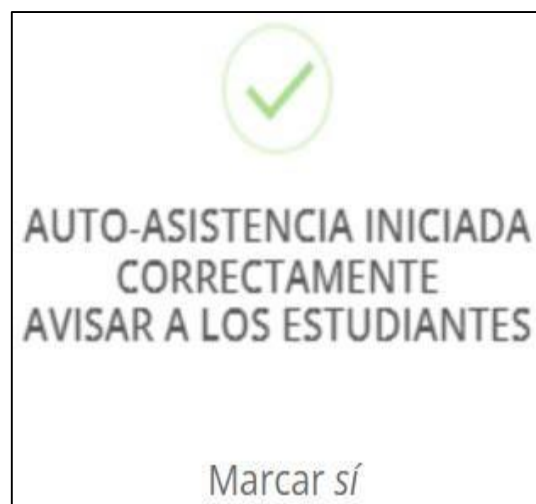 AUTO-ASISTENCIA INICIADA
CORRECTAMENTE
AVISAR A LOS ESTUDIANTES
Marcar sí